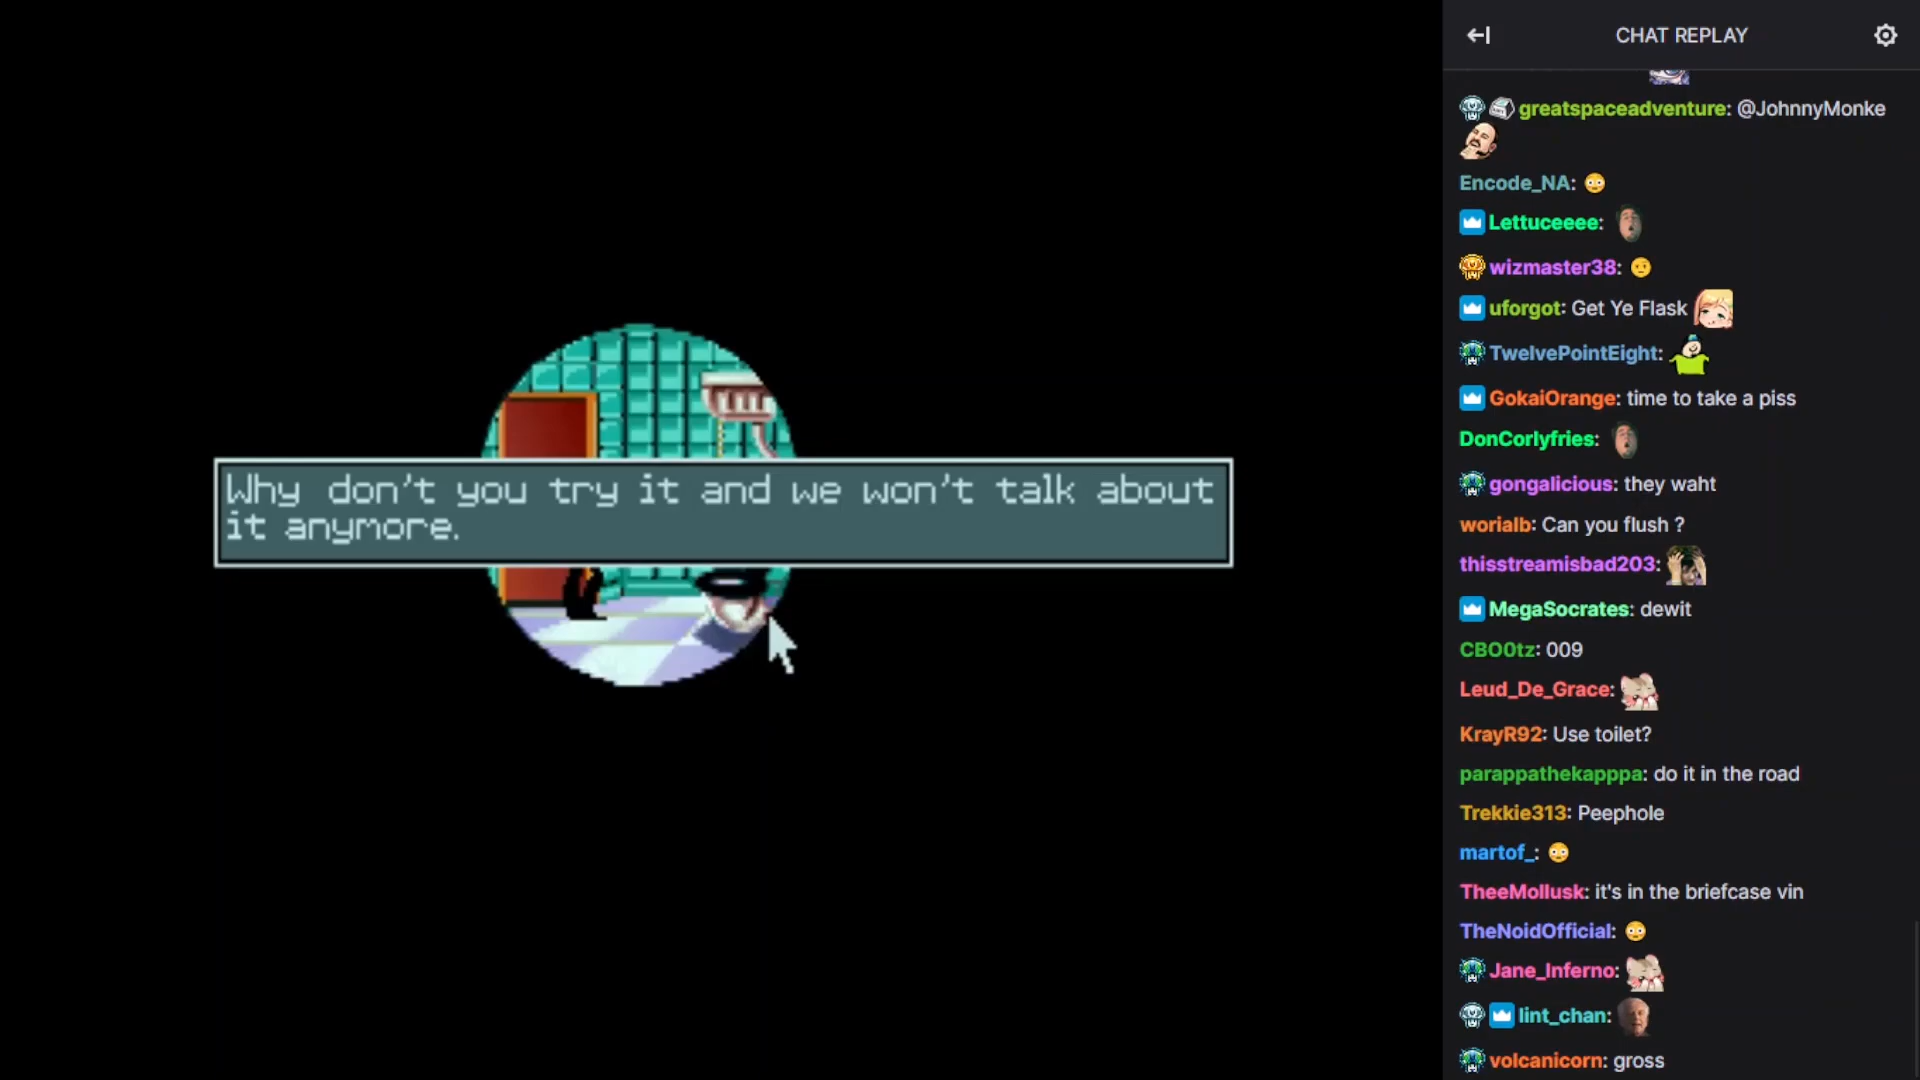 Why don't you try it and we won't talk about
it anymore.
CHAT REPLAY
greatspaceadventure: @JohnnyMonke
Encode_NA:
Lettuceeee:
wizmaster38:
uforgot: Get Ye Flask
TwelvePointEight:
GokaiOrange: time to take a piss
DonCorlyfries:
gongalicious: they waht
worialb: Can you flush ?
thisstreamisbad203:
MegaSocrates: dewit
CBO0tz: 009
Leud_De_Grace:
KrayR92: Use toilet?
parappathekapppa: do it in the road
Trekkie313: Peephole
martof_:
TheeMollusk: it's in the briefcase vin
TheNoidOfficial:
Jane_Inferno:
lint_chan:
volcanicorn: gross